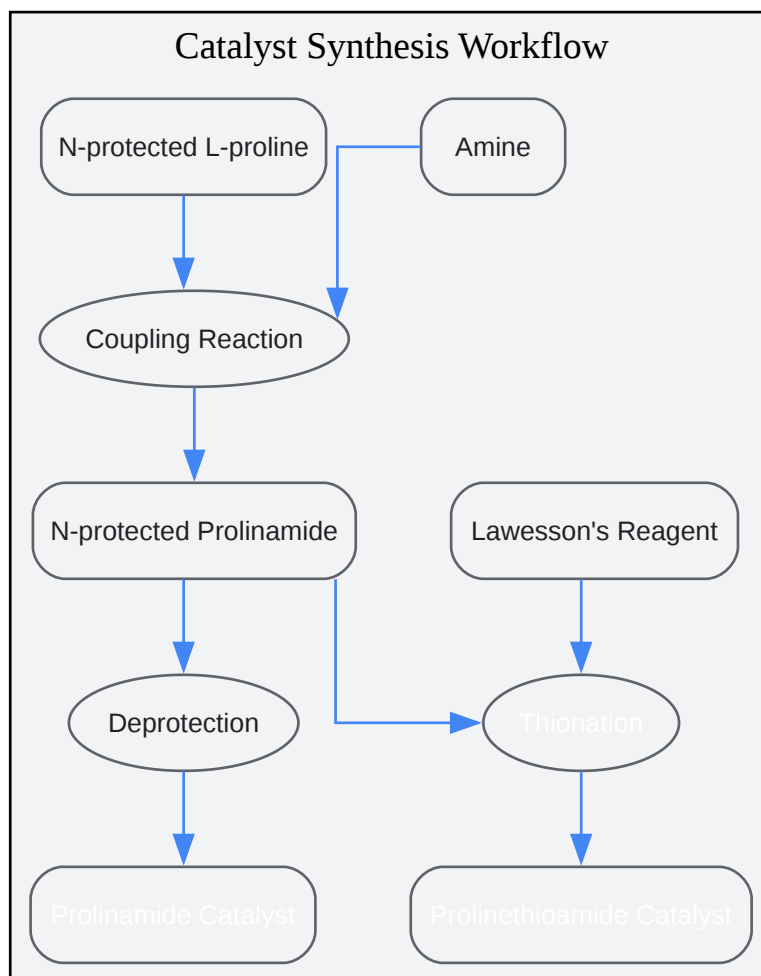 Catalyst Synthesis Workflow
N-protected L-proline
Amine
Coupling Reaction
N-protected Prolinamide
Lawesson's Reagent
Deprotection
Thionation
Prolinamide Catalyst
Prolinethioamide Catalyst